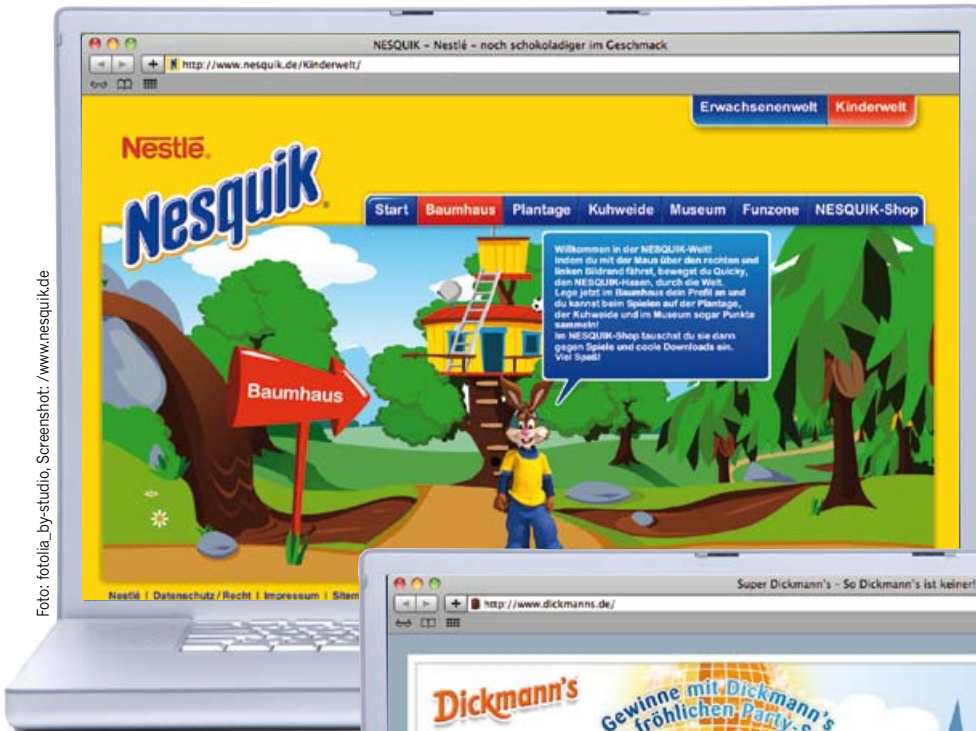 NESQUIK – Nestlé – noch schokoladiger im Geschmack
http://www.nesquik.de/Kinderwelt/
Erwachsenenwelt Kinderwelt
Nestlé
Nesquik
Start Baumhaus Plantage Kuhweide Museum Funzone NESQUIK-Shop
Willkommen in der NESQUIK-Welt!
Indem du mit der Maus über den rechten und
linken Bildrand fährst, bewegst du Quicky,
den NESQUIK-Hasen, durch die Welt.
Lege jetzt im Baumhaus dein Profil an und
du kannst beim Spielen auf der Plantage,
der Kuhweide und im Museum sogar Punkte
sammeln!
Im NESQUIK-Shop tauschst du sie dann
gegen Spiele und coole Downloads ein.
Viel Spaß!
Baumhaus
Nestlé | Datenschutz/Recht | Impressum | Sitem
Foto: fotolia_by-studio, Screenshot: /www.nesquik.de
Super Dickmann's – So Dickmann's ist keiner!
http://www.dickmanns.de/
Dickmann's
Gewinne mit Dickmann's
fröhlichen Party-S